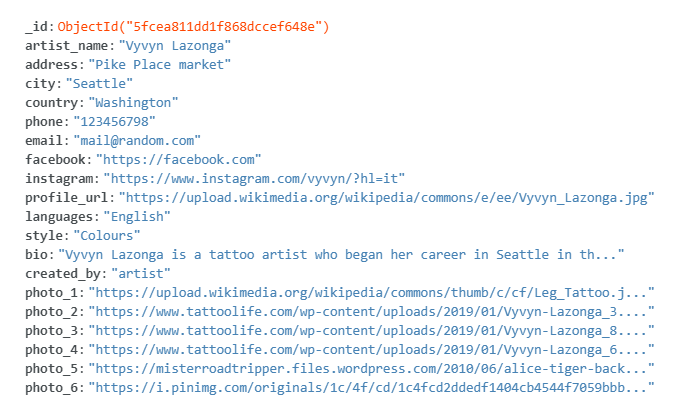 _id: ObjectId("5fcea811dd1f868dccef648e")
artist_name: "Vyvyn Lazonga"
address: "Pike Place market"
city: "Seattle"
country: "Washington"
phone: "123456798"
email: "mail@random.com"
facebook: "https://facebook.com"
instagram: "https://www.instagram.com/vyvyn/?hl=it"
profile_url: "https://upload.wikimedia.org/wikipedia/commons/e/ee/Vyvyn_Lazonga.jpg"
languages: "English"
style: "Colours"
bio: "Vyvyn Lazonga is a tattoo artist who began her career in Seattle in th..."
created_by: "artist"
photo_1: "https://upload.wikimedia.org/wikipedia/commons/thumb/c/cf/Leg_Tattoo.j..."
photo_2: "https://www.tattoolife.com/wp-content/uploads/2019/01/Vyvyn-Lazonga_3...."
photo_3: "https://www.tattoolife.com/wp-content/uploads/2019/01/Vyvyn-Lazonga_8...."
photo_4: "https://www.tattoolife.com/wp-content/uploads/2019/01/Vyvyn-Lazonga_6...."
photo_5: "https://misterroadtripper.files.wordpress.com/2010/06/alice-tiger-back..."
photo_6: "https://i.pinimg.com/originals/1c/4f/cd/1c4fcd2ddedf1404cb4544f7059bbb..."